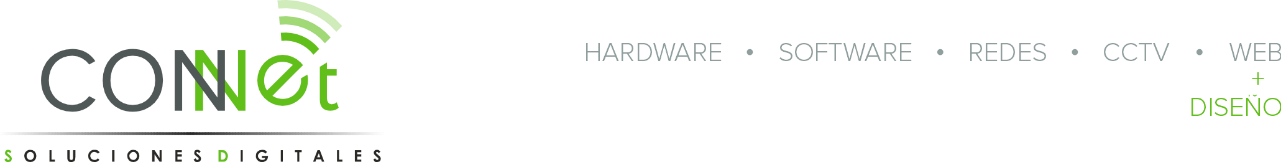 CONNet
SOLUCIONES DIGITALES
HARDWARE • SOFTWARE • REDES • CCTV • WEB
+
DISEÑO